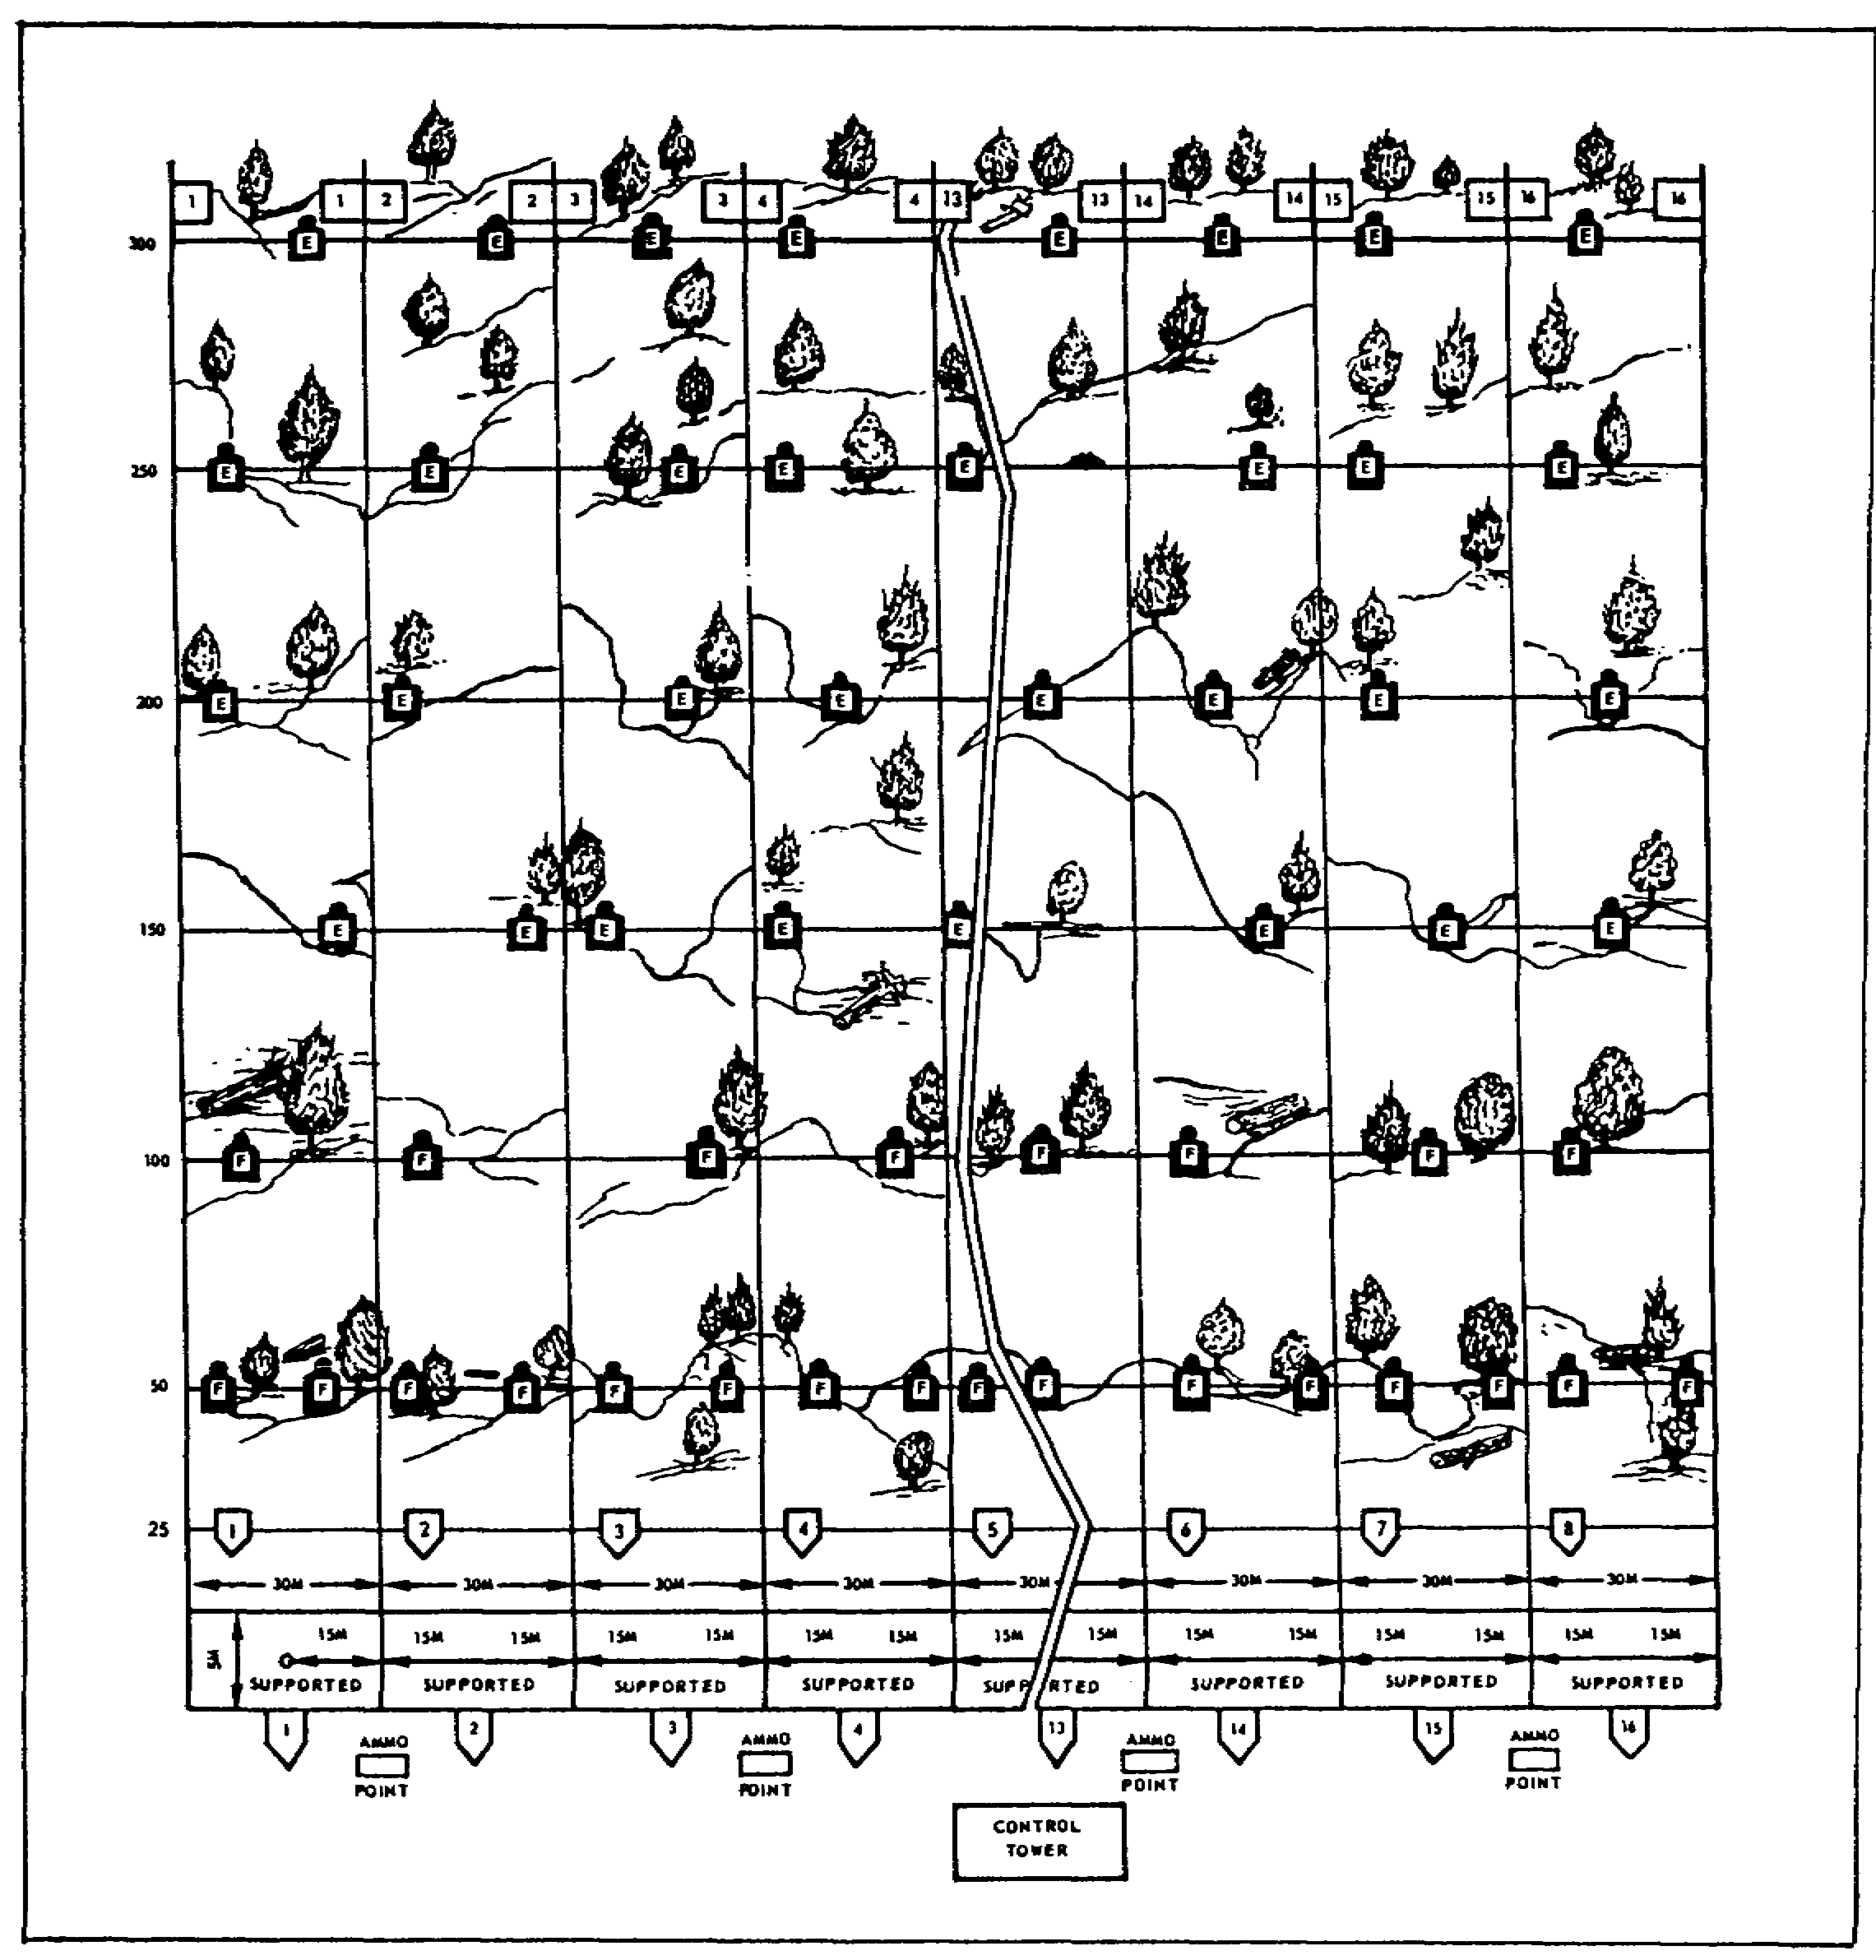 1 1 2 2 3 3 4 4 13 13 14 14 15 15 16 16
300 E E E E E E E E
250 E E E E E E E E
200 E E E E E E E E
150 E E E E E E E E
100 F F F F F F F F
50 F F F F F F F F F F F F F F F F
25 1 2 3 4 5 6 7 8
30M 30M 30M 30M 30M 30M 30M 30M
15M 15M 15M 15M 15M 15M 15M 15M 15M 15M 15M 15M 15M 15M 15M
5M
SUPPORTED SUPPORTED SUPPORTED SUPPORTED SUPP RTED SUPPORTED SUPPORTED SUPPORTED
1 2 3 4 13 14 15 16
AMMO AMMO AMMO AMMO
POINT POINT POINT POINT
CONTROL
TOWER